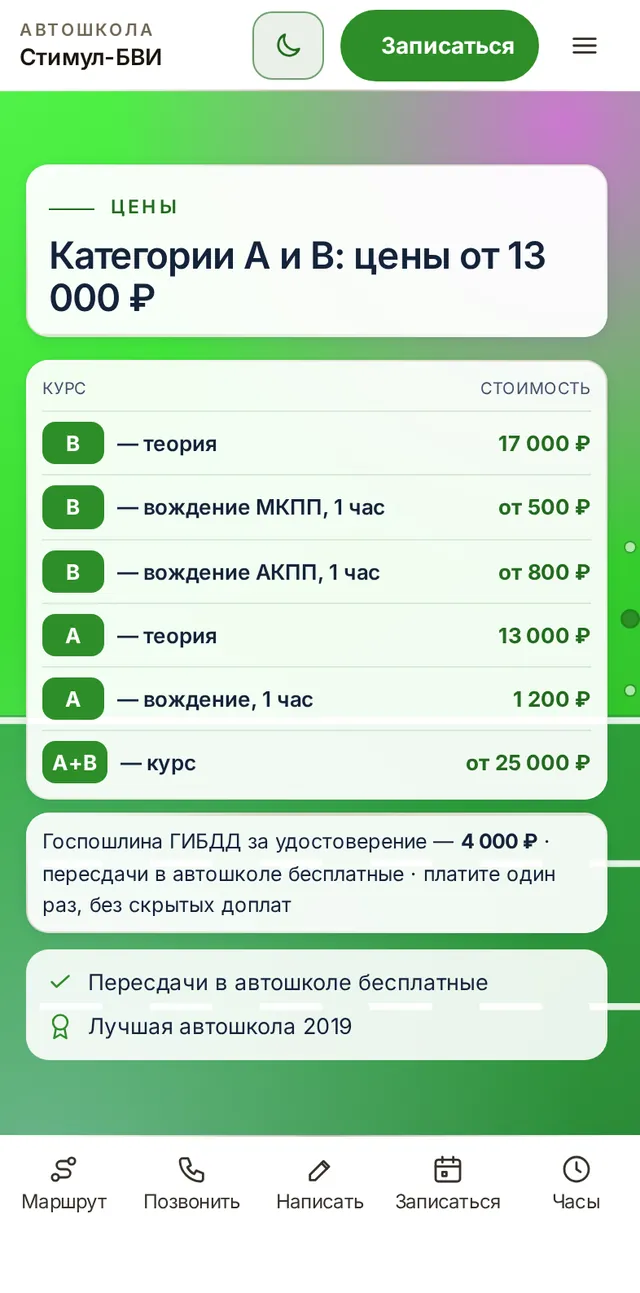 АВТОШКОЛА
Стимул-БВИ
Записаться
ЦЕНЫ
Категории A и B: цены от 13
000 ₽
КУРС СТОИМОСТЬ
B — теория 17 000 ₽
B — вождение МКПП, 1 час от 500 ₽
B — вождение АКПП, 1 час от 800 ₽
A — теория 13 000 ₽
A — вождение, 1 час 1 200 ₽
A+B — курс от 25 000 ₽
Госпошлина ГИБДД за удостоверение — 4 000 ₽ ·
пересдачи в автошколе бесплатные · платите один
раз, без скрытых доплат
Пересдачи в автошколе бесплатные
Лучшая автошкола 2019
Маршрут Позвонить Написать Записаться Часы